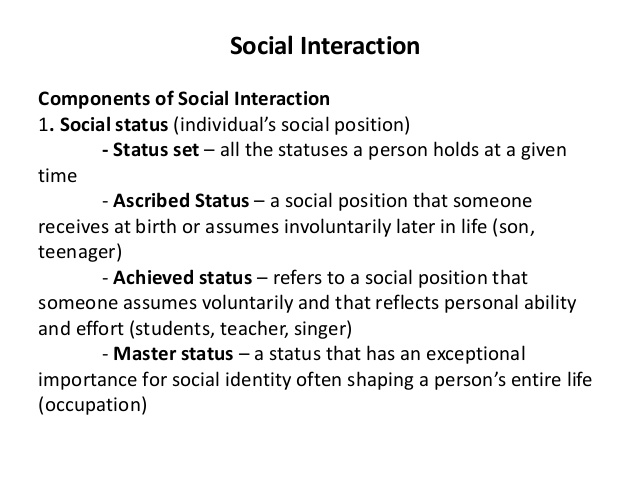 Social Interaction
Components of Social Interaction
1. Social status (individual’s social position)
- Status set – all the statuses a person holds at a given
time
- Ascribed Status – a social position that someone
receives at birth or assumes involuntarily later in life (son,
teenager)
- Achieved status – refers to a social position that
someone assumes voluntarily and that reflects personal ability
and effort (students, teacher, singer)
- Master status – a status that has an exceptional
importance for social identity often shaping a person’s entire life
(occupation)